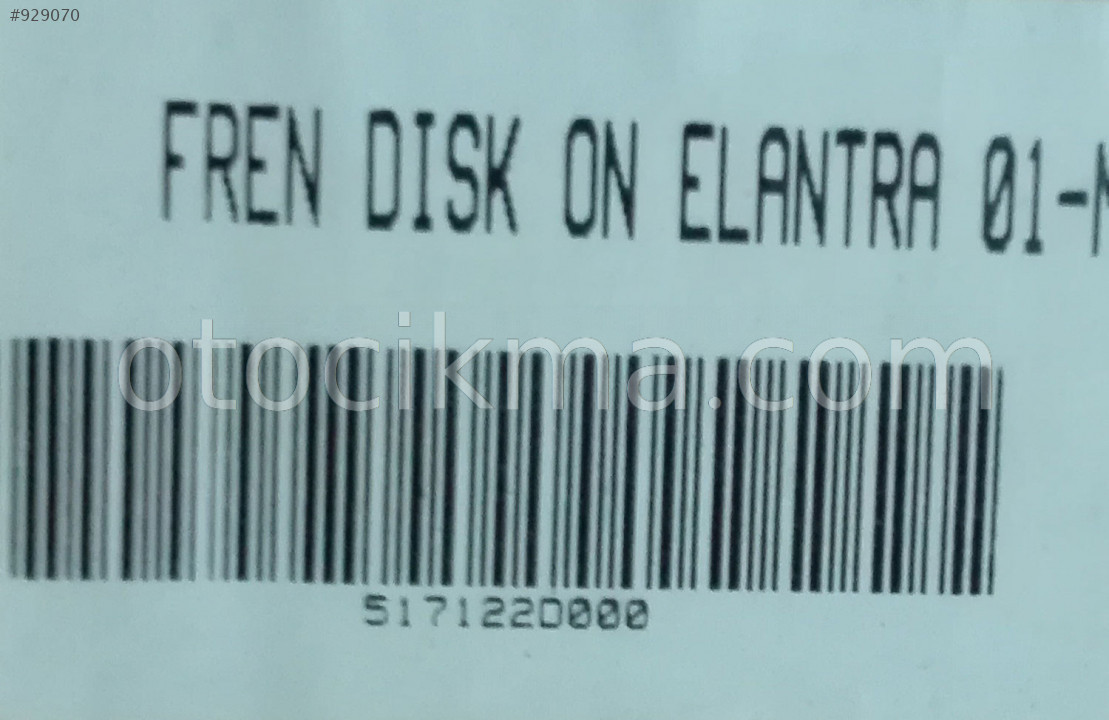 #929070
FREN DISK ON ELANTRA 01-
otocikma.com
517122D000